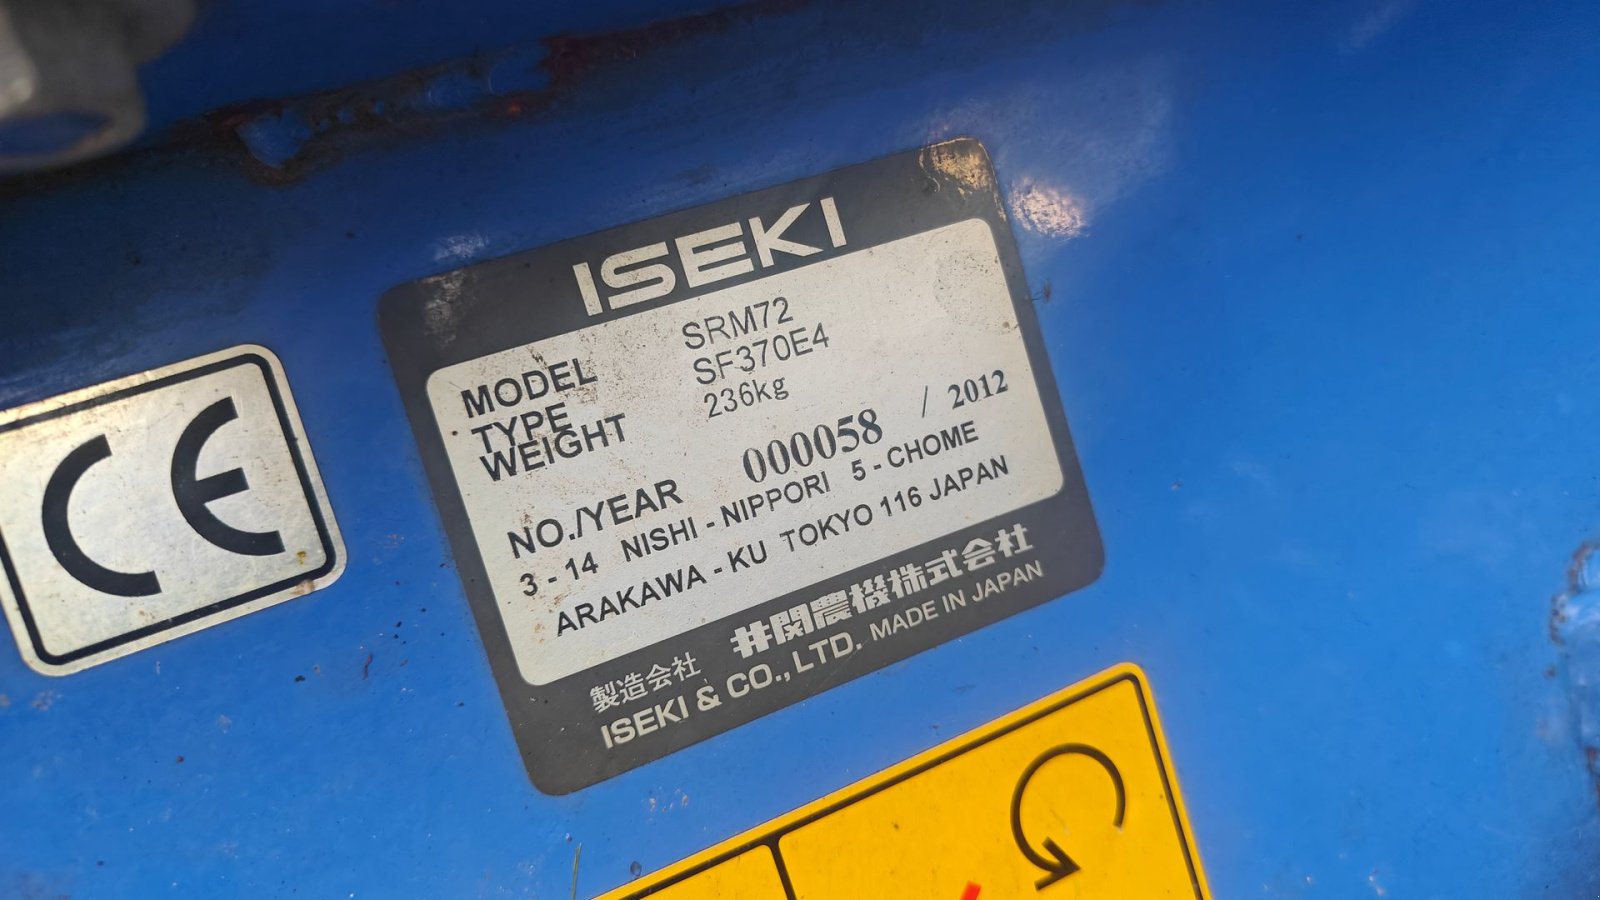 ISEKI
MODEL SRM72
TYPE SF370E4
WEIGHT 236kg
NO./YEAR 000058 / 2012
3-14 NISHI-NIPPORI 5-CHOME
ARAKAWA-KU TOKYO 116 JAPAN
製造会社 井関農機株式会社
ISEKI & CO.,LTD. MADE IN JAPAN
CE